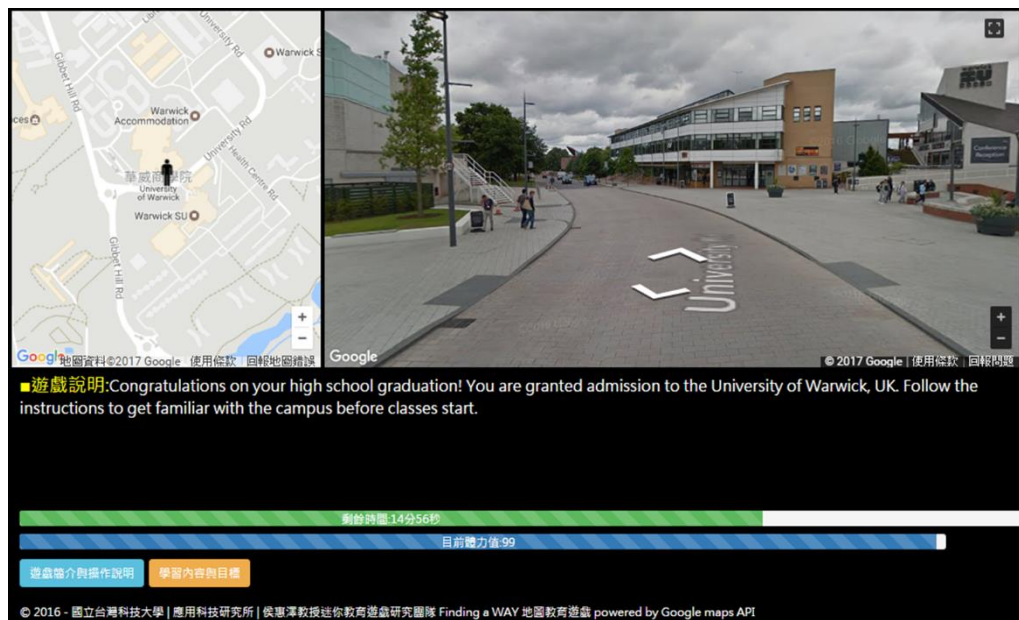 University Rd
Gibbet Hill Rd
Warwick S
ces
Warwick
Accommodation
University Rd
Health Centre Rd
華威商學院
University
of Warwick
Warwick SU
Gibbet Hill Rd
+
−
Google 地圖資料©2017 Google 使用條款 回報地圖錯誤
Conference
Reception
University
+
−
Google
© 2017 Google 使用條款 回報問題
■遊戲說明:Congratulations on your high school graduation! You are granted admission to the University of Warwick, UK. Follow the
instructions to get familiar with the campus before classes start.
剩餘時間:14分56秒
目前體力值:99
遊戲簡介與操作說明 學習內容與目標
© 2016 - 國立台灣科技大學 | 應用科技研究所 | 侯惠澤教授迷你教育遊戲研究團隊 Finding a WAY 地圖教育遊戲 powered by Google maps API